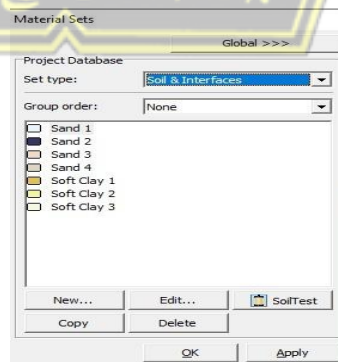 Material Sets
Global >>>
Project Database
Set type: Soil & Interfaces
Group order: None
Sand 1
Sand 2
Sand 3
Sand 4
Soft Clay 1
Soft Clay 2
Soft Clay 3
New... Edit... SoilTest
Copy Delete
OK Apply